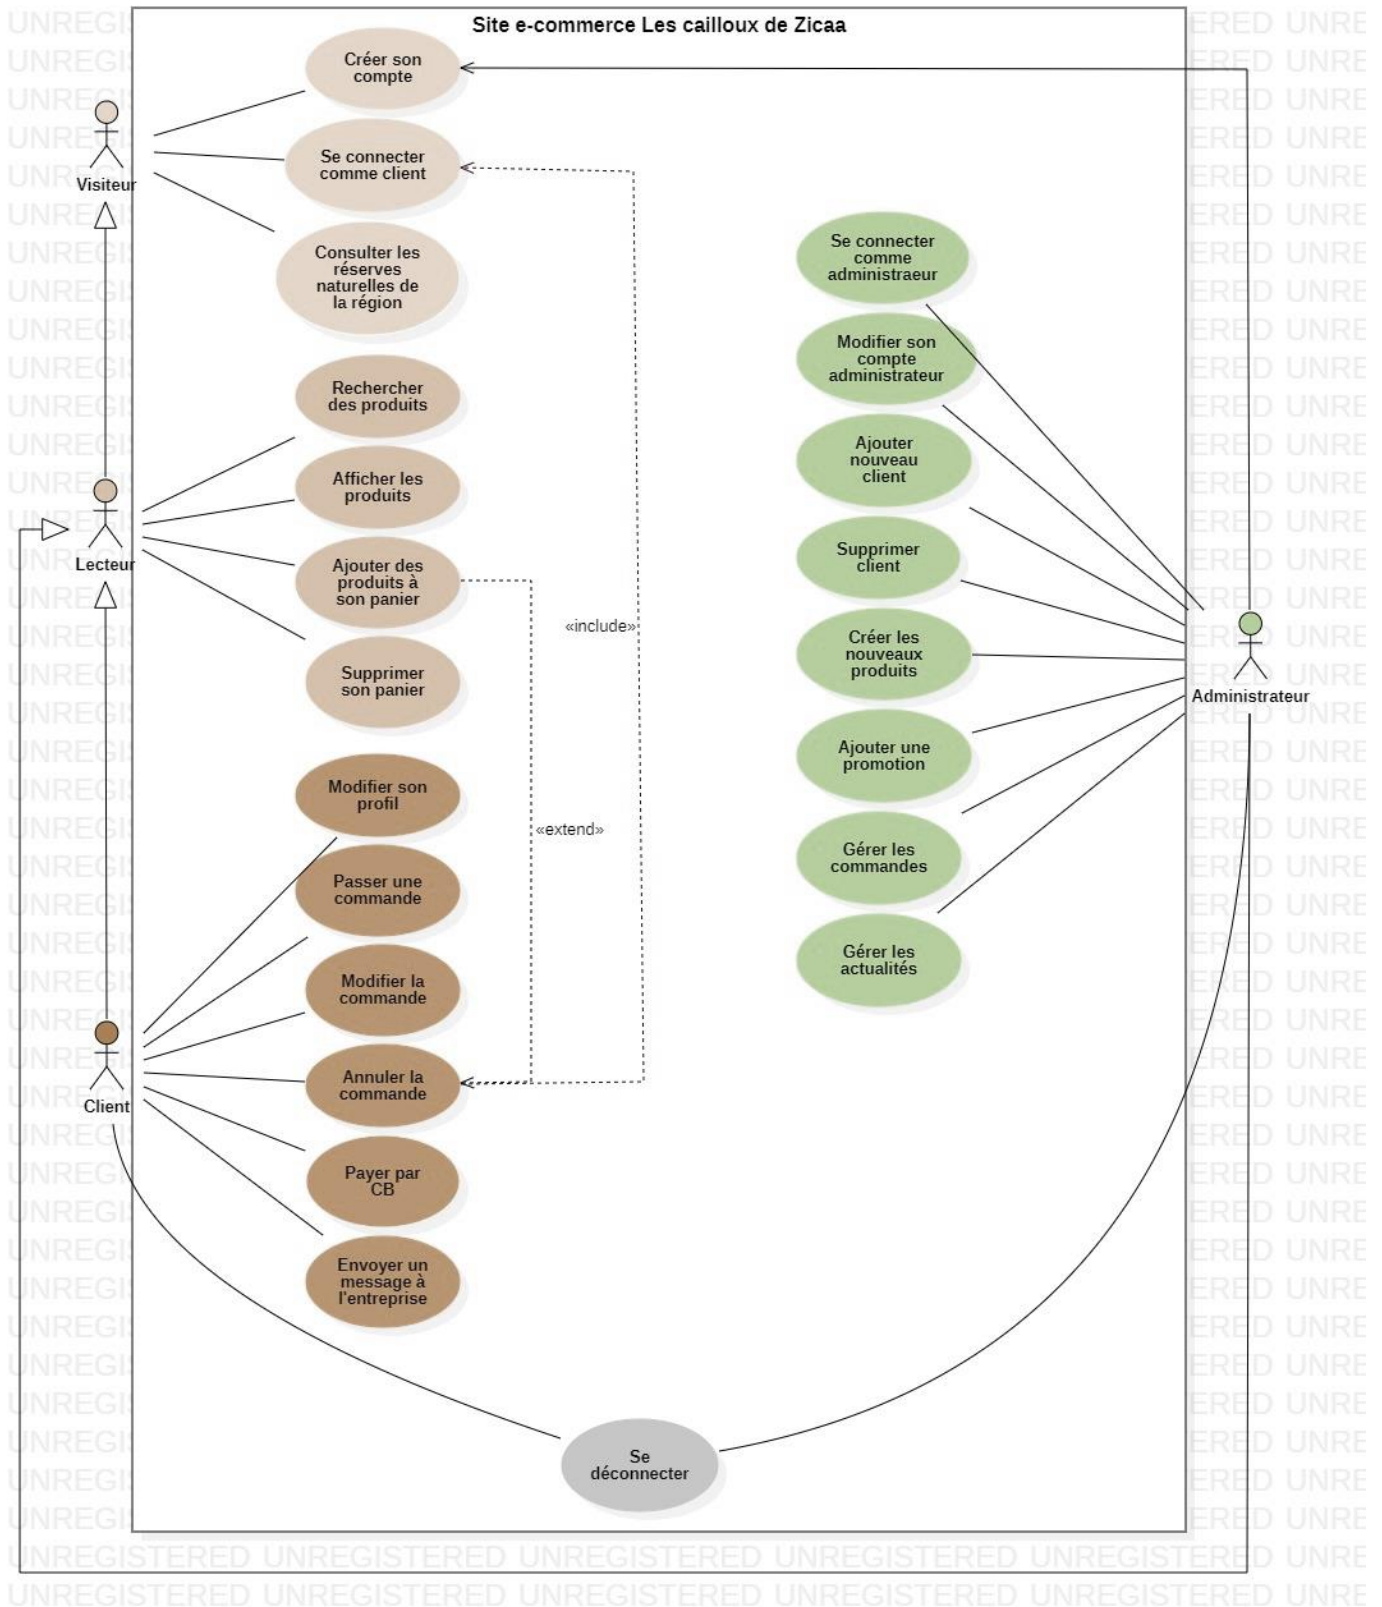 Site e-commerce Les cailloux de Zicaa
Créer son
compte
Se connecter
comme client
Visiteur
Consulter les
réserves
naturelles de
la région
Rechercher
des produits
Afficher les
produits
Ajouter des
produits à
son panier
Lecteur
Supprimer
son panier
«include»
«extend»
Modifier son
profil
Passer une
commande
Modifier la
commande
Annuler la
commande
Client
Payer par
CB
Envoyer un
message à
l'entreprise
Se connecter
comme
administraeur
Modifier son
compte
administrateur
Ajouter
nouveau
client
Supprimer
client
Créer les
nouveaux
produits
Administrateur
Ajouter une
promotion
Gérer les
commandes
Gérer les
actualités
Se
déconnecter
UNREGISTERED UNREGISTERED UNREGISTERED UNREGISTERED UNREGISTERED UNRE
UNREGISTERED UNREGISTERED UNREGISTERED UNREGISTERED UNREGISTERED UNRE